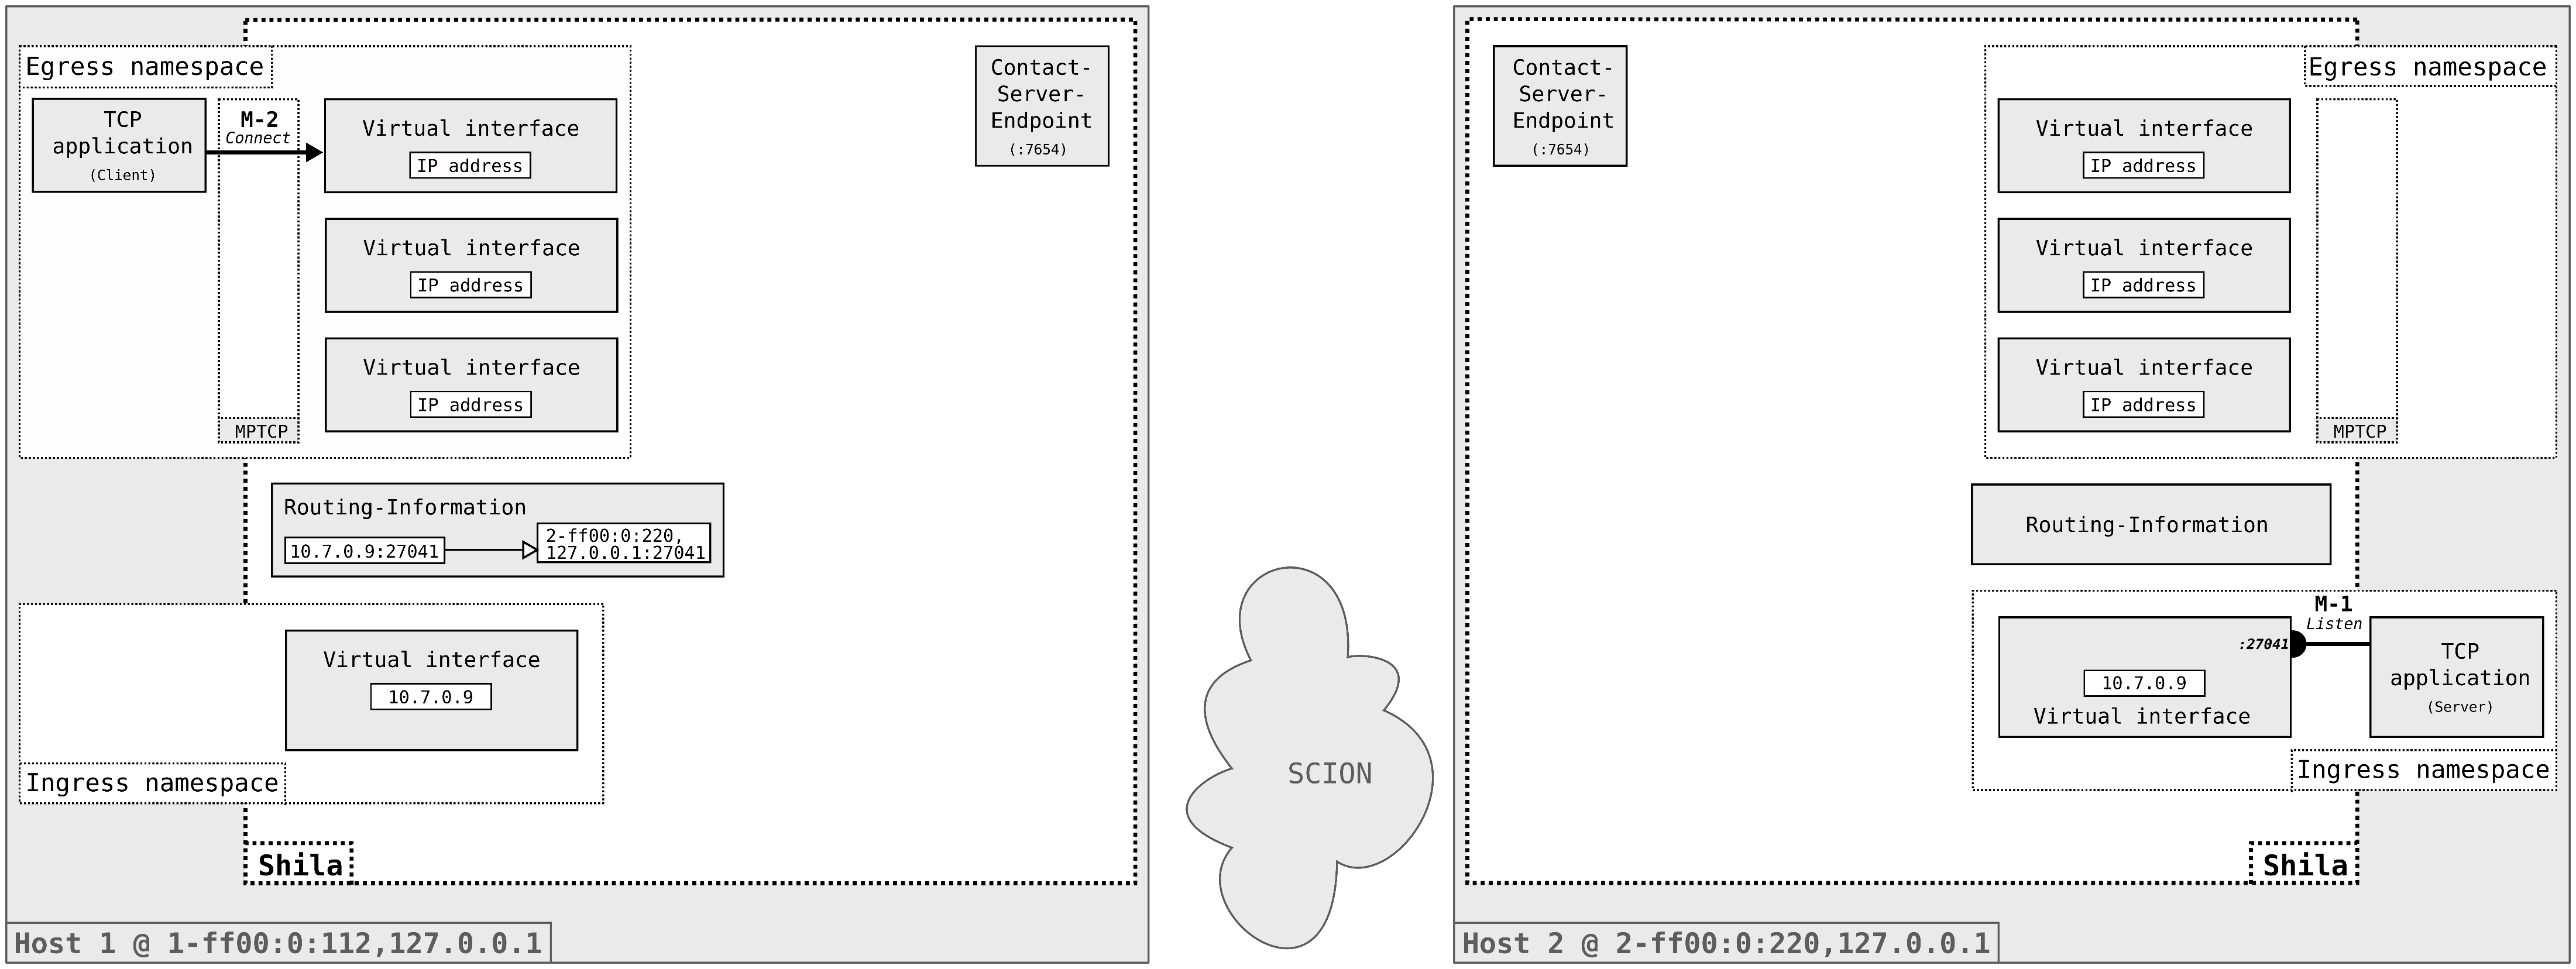 Egress namespace
TCP
application
(Client)
M-2
Connect
MPTCP
Virtual interface
IP address
Virtual interface
IP address
Virtual interface
IP address
Contact-
Server-
Endpoint
(:7654)
Routing-Information
10.7.0.9:27041
2-ff00:0:220,
127.0.0.1:27041
Virtual interface
10.7.0.9
Ingress namespace
Shila
Host 1 @ 1-ff00:0:112,127.0.0.1
SCION
Contact-
Server-
Endpoint
(:7654)
Egress namespace
Virtual interface
IP address
Virtual interface
IP address
Virtual interface
IP address
MPTCP
Routing-Information
M-1
Listen
:27041
10.7.0.9
Virtual interface
TCP
application
(Server)
Ingress namespace
Shila
Host 2 @ 2-ff00:0:220,127.0.0.1